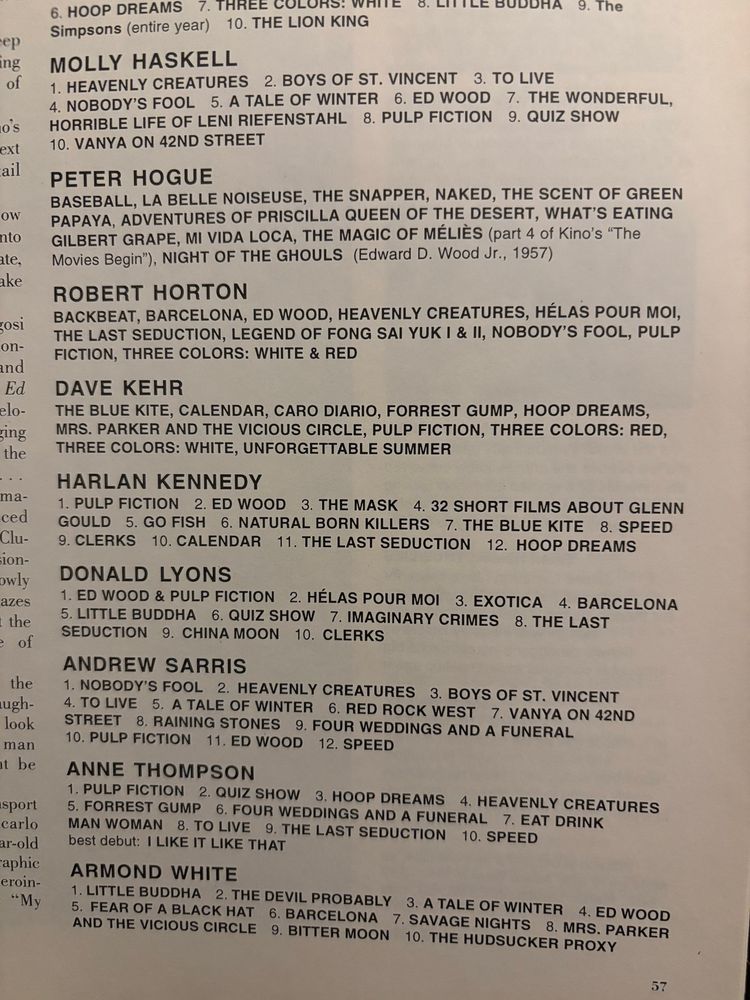 6. HOOP DREAMS 7. THREE COLORS: WHITE 8. LITTLE BUDDHA 9. The
Simpsons (entire year) 10. THE LION KING
MOLLY HASKELL
1. HEAVENLY CREATURES 2. BOYS OF ST. VINCENT 3. TO LIVE
4. NOBODY'S FOOL 5. A TALE OF WINTER 6. ED WOOD 7. THE WONDERFUL,
HORRIBLE LIFE OF LENI RIEFENSTAHL 8. PULP FICTION 9. QUIZ SHOW
10. VANYA ON 42ND STREET
PETER HOGUE
BASEBALL, LA BELLE NOISEUSE, THE SNAPPER, NAKED, THE SCENT OF GREEN
PAPAYA, ADVENTURES OF PRISCILLA QUEEN OF THE DESERT, WHAT'S EATING
GILBERT GRAPE, MI VIDA LOCA, THE MAGIC OF MÉLIÈS (part 4 of Kino's "The
Movies Begin"), NIGHT OF THE GHOULS (Edward D. Wood Jr., 1957)
ROBERT HORTON
BACKBEAT, BARCELONA, ED WOOD, HEAVENLY CREATURES, HÉLAS POUR MOI,
THE LAST SEDUCTION, LEGEND OF FONG SAI YUK I & II, NOBODY'S FOOL, PULP
FICTION, THREE COLORS: WHITE & RED
DAVE KEHR
THE BLUE KITE, CALENDAR, CARO DIARIO, FORREST GUMP, HOOP DREAMS,
MRS. PARKER AND THE VICIOUS CIRCLE, PULP FICTION, THREE COLORS: RED,
THREE COLORS: WHITE, UNFORGETTABLE SUMMER
HARLAN KENNEDY
1. PULP FICTION 2. ED WOOD 3. THE MASK 4. 32 SHORT FILMS ABOUT GLENN
GOULD 5. GO FISH 6. NATURAL BORN KILLERS 7. THE BLUE KITE 8. SPEED
9. CLERKS 10. CALENDAR 11. THE LAST SEDUCTION 12. HOOP DREAMS
DONALD LYONS
1. ED WOOD & PULP FICTION 2. HÉLAS POUR MOI 3. EXOTICA 4. BARCELONA
5. LITTLE BUDDHA 6. QUIZ SHOW 7. IMAGINARY CRIMES 8. THE LAST
SEDUCTION 9. CHINA MOON 10. CLERKS
ANDREW SARRIS
1. NOBODY'S FOOL 2. HEAVENLY CREATURES 3. BOYS OF ST. VINCENT
4. TO LIVE 5. A TALE OF WINTER 6. RED ROCK WEST 7. VANYA ON 42ND
STREET 8. RAINING STONES 9. FOUR WEDDINGS AND A FUNERAL
10. PULP FICTION 11. ED WOOD 12. SPEED
ANNE THOMPSON
1. PULP FICTION 2. QUIZ SHOW 3. HOOP DREAMS 4. HEAVENLY CREATURES
5. FORREST GUMP 6. FOUR WEDDINGS AND A FUNERAL 7. EAT DRINK
MAN WOMAN 8. TO LIVE 9. THE LAST SEDUCTION 10. SPEED
best debut: I LIKE IT LIKE THAT
ARMOND WHITE
1. LITTLE BUDDHA 2. THE DEVIL PROBABLY 3. A TALE OF WINTER 4. ED WOOD
5. FEAR OF A BLACK HAT 6. BARCELONA 7. SAVAGE NIGHTS 8. MRS. PARKER
AND THE VICIOUS CIRCLE 9. BITTER MOON 10. THE HUDSUCKER PROXY
57